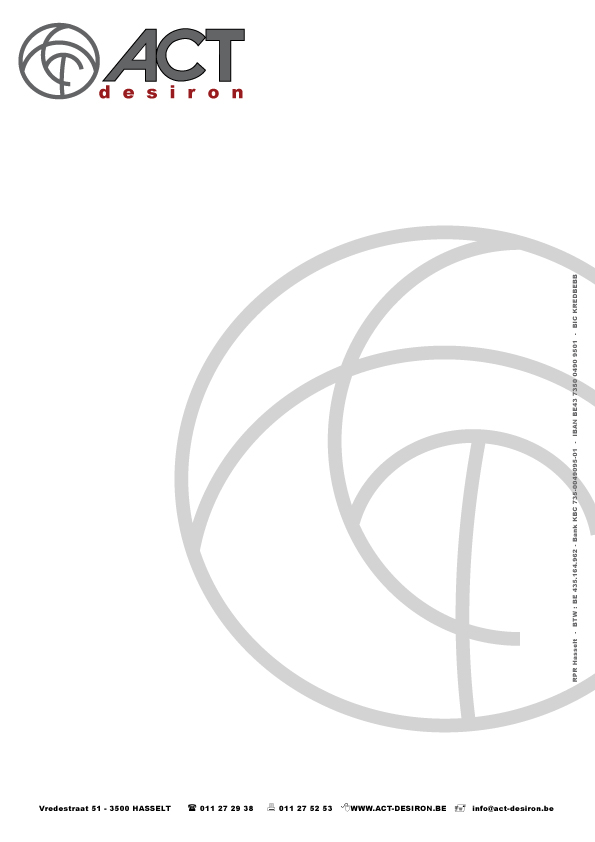 ACT
desiron
RPR Hasselt - BTW : BE 435.164.962 - Bank KBC 735-0049095-01 - IBAN BE43 7350 0490 9501 - BIC KREDBEBB
Vredestraat 51 - 3500 HASSELT 011 27 29 38 011 27 52 53 WWW.ACT-DESIRON.BE info@act-desiron.be